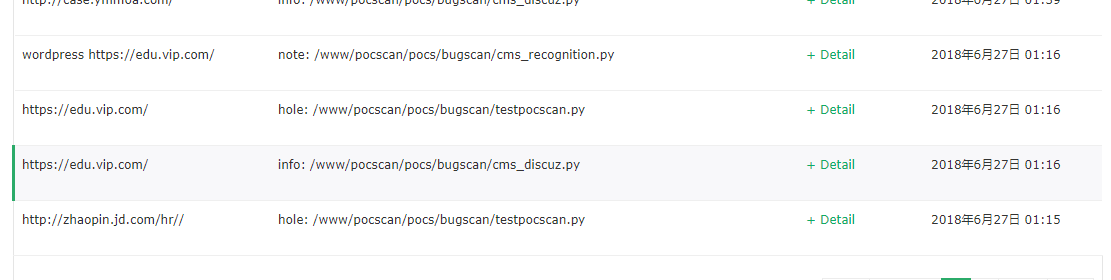 http://case.yhmoa.com/ info: /www/pocscan/pocs/bugscan/cms_discuz.py + Detail 2018年6月27日 01:39
wordpress https://edu.vip.com/ note: /www/pocscan/pocs/bugscan/cms_recognition.py + Detail 2018年6月27日 01:16
https://edu.vip.com/ hole: /www/pocscan/pocs/bugscan/testpocscan.py + Detail 2018年6月27日 01:16
https://edu.vip.com/ info: /www/pocscan/pocs/bugscan/cms_discuz.py + Detail 2018年6月27日 01:16
http://zhaopin.jd.com/hr// hole: /www/pocscan/pocs/bugscan/testpocscan.py + Detail 2018年6月27日 01:15